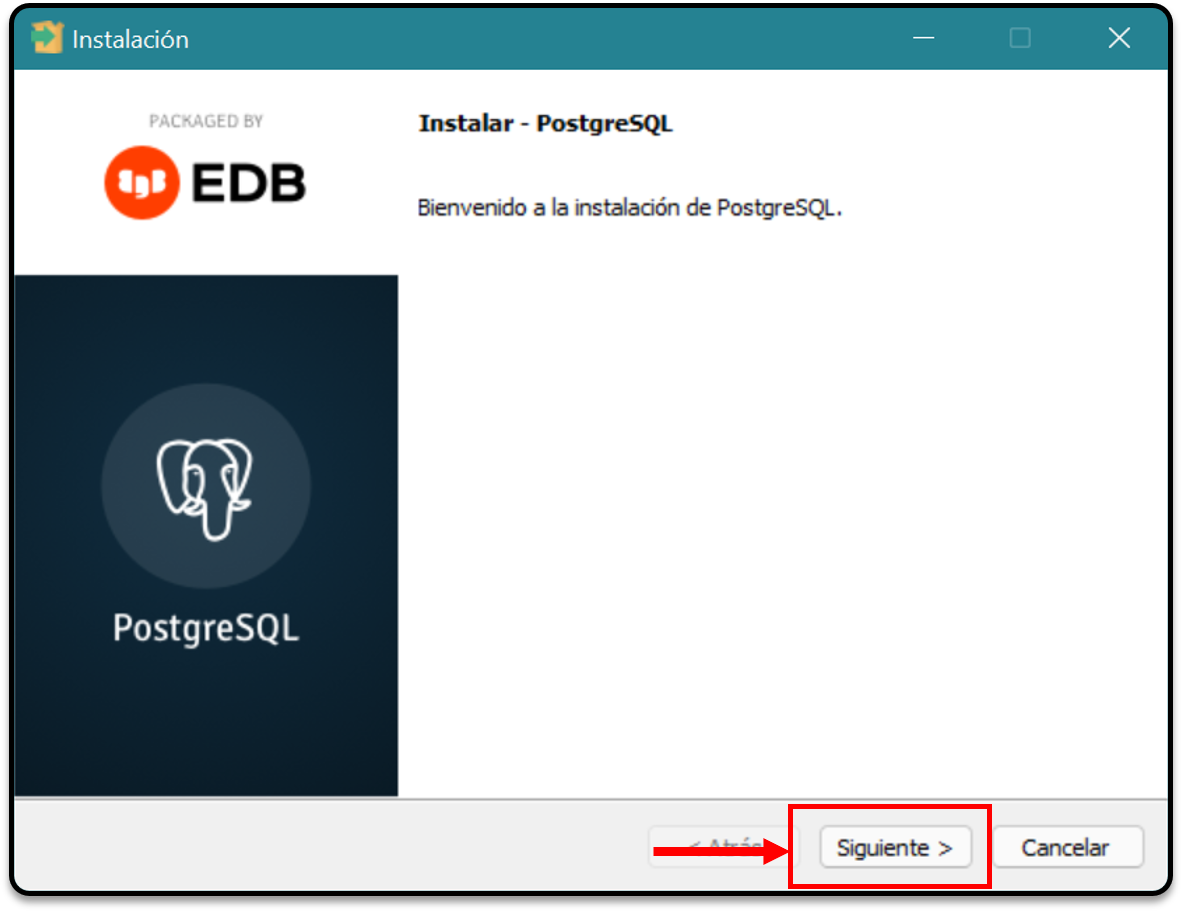 Instalación
PACKAGED BY
EDB
Instalar - PostgreSQL
Bienvenido a la instalación de PostgreSQL.
PostgreSQL
< Atrás
Siguiente >
Cancelar